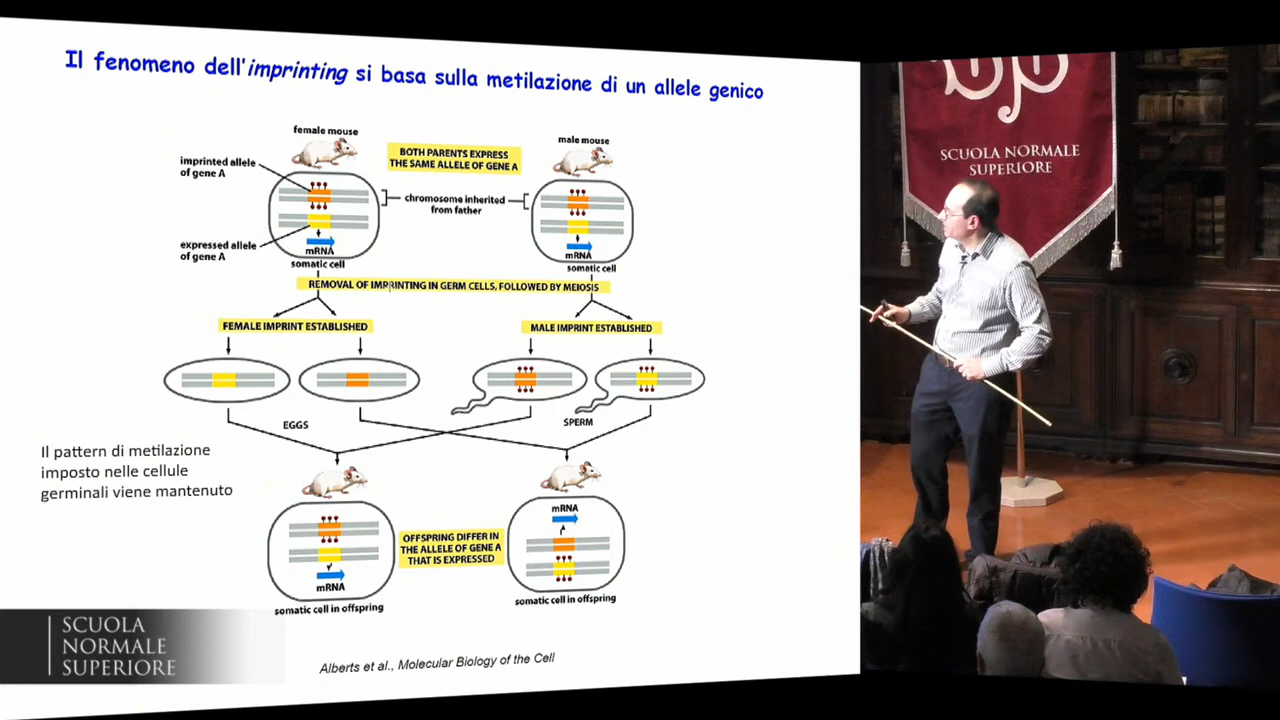 Il fenomeno dell'imprinting si basa sulla metilazione di un allele genico
female mouse
male mouse
BOTH PARENTS EXPRESS
THE SAME ALLELE OF GENE A
imprinted allele
of gene A
chromosome inherited
from father
expressed allele
of gene A
mRNA
mRNA
somatic cell
somatic cell
REMOVAL OF IMPRINTING IN GERM CELLS, FOLLOWED BY MEIOSIS
FEMALE IMPRINT ESTABLISHED
MALE IMPRINT ESTABLISHED
EGGS
SPERM
Il pattern di metilazione
imposto nelle cellule
germinali viene mantenuto
mRNA
OFFSPRING DIFFER IN
THE ALLELE OF GENE A
THAT IS EXPRESSED
mRNA
somatic cell in offspring
somatic cell in offspring
Alberts et al., Molecular Biology of the Cell
SCUOLA
NORMALE
SUPERIORE
SCUOLA NORMALE
SUPERIORE